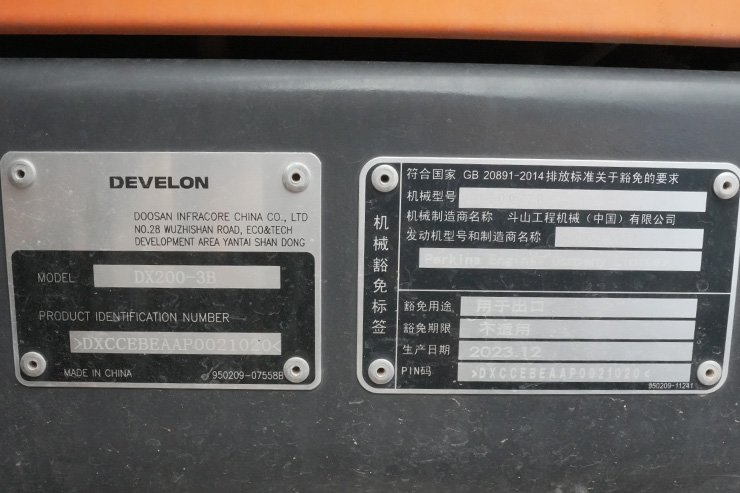 DEVELON
DOOSAN INFRACORE CHINA CO., LTD
NO.28 WUZHISHAN ROAD, ECO&TECH
DEVELOPMENT AREA YANTAI SHAN DONG
MODEL DX200-3B
PRODUCT IDENTIFICATION NUMBER
>DXCCEBEAAP0021020<
MADE IN CHINA 950209-07558B
机械豁免标签
符合国家 GB 20891-2014 排放标准关于豁免的要求
机械型号
机械制造商名称 斗山工程机械（中国）有限公司
发动机型号和制造商名称
Perkins Engines
豁免用途 用于出口
豁免期限 不适用
生产日期 2023.12
PIN码 >DXCCEBEAAP0021020<
950209-11241